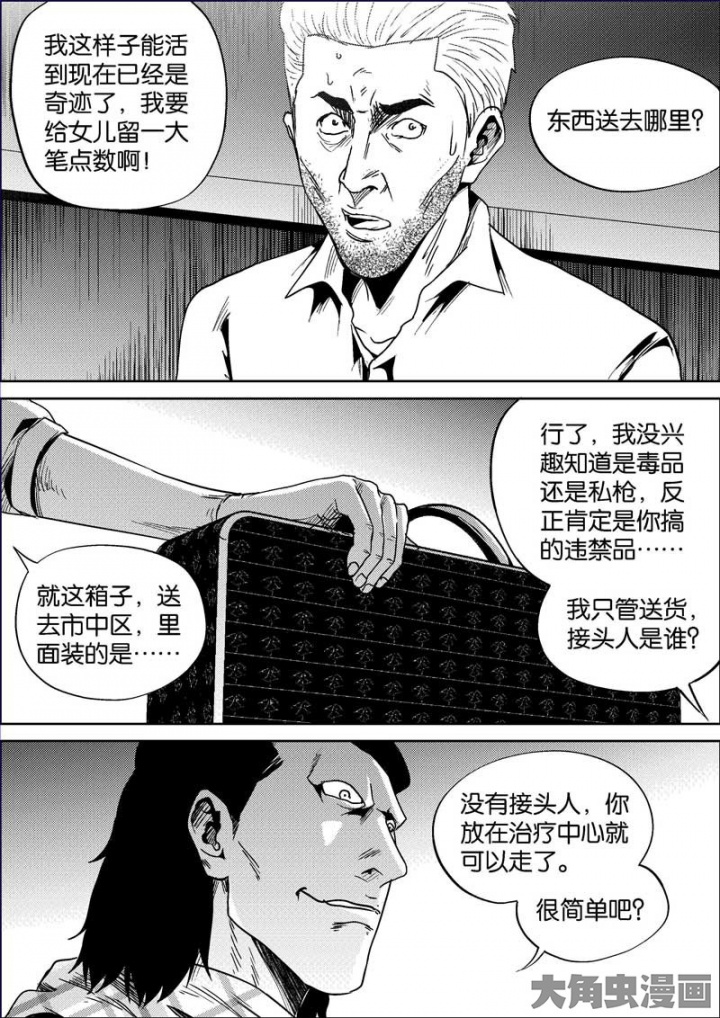 我这样子能活
到现在已经是
奇迹了，我要
给女儿留一大
笔点数啊！
东西送去哪里？
就这箱子，送
去市中区，里
面装的是……
行了，我没兴
趣知道是毒品
还是私枪，反
正肯定是你搞
的违禁品……
我只管送货，
接头人是谁？
没有接头人，你
放在治疗中心就
可以走了。
很简单吧？
大角虫漫画